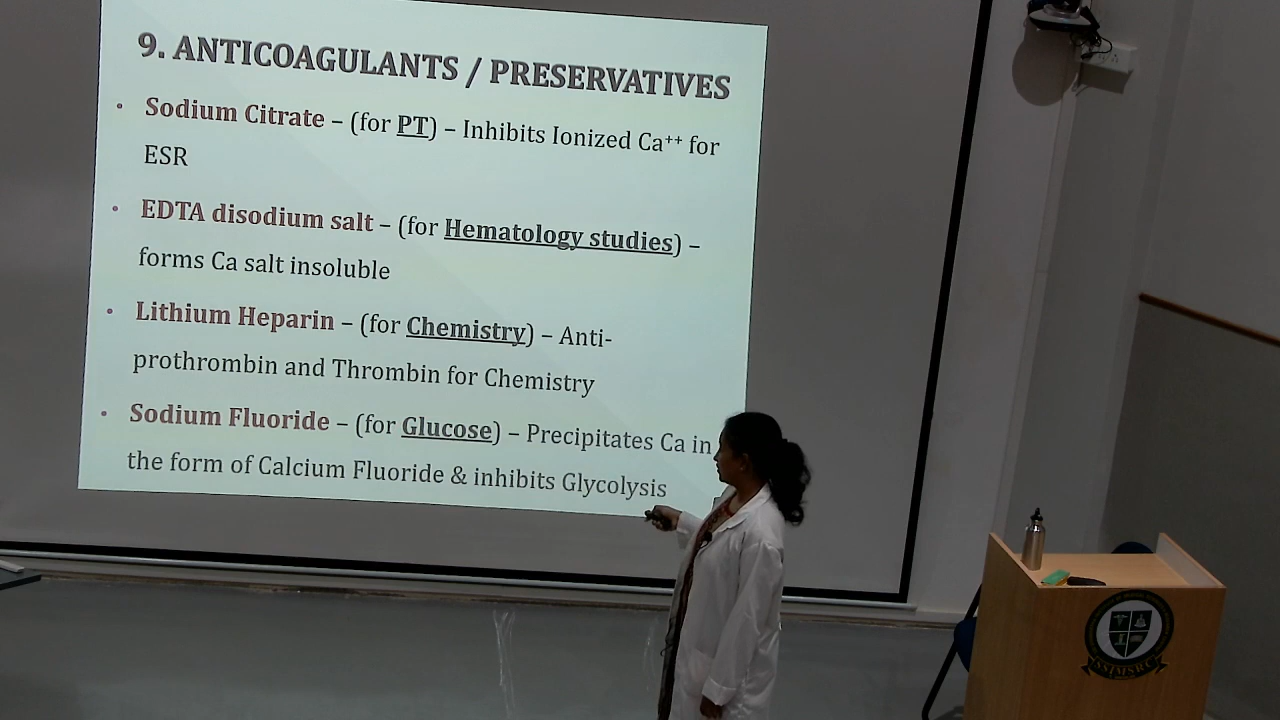 9. ANTICOAGULANTS / PRESERVATIVES
• Sodium Citrate – (for PT) – Inhibits Ionized Ca⁺⁺ for
ESR
• EDTA disodium salt – (for Hematology studies) –
forms Ca salt insoluble
• Lithium Heparin – (for Chemistry) – Anti-
prothrombin and Thrombin for Chemistry
• Sodium Fluoride – (for Glucose) – Precipitates Ca in
the form of Calcium Fluoride & inhibits Glycolysis
SSIMSRC